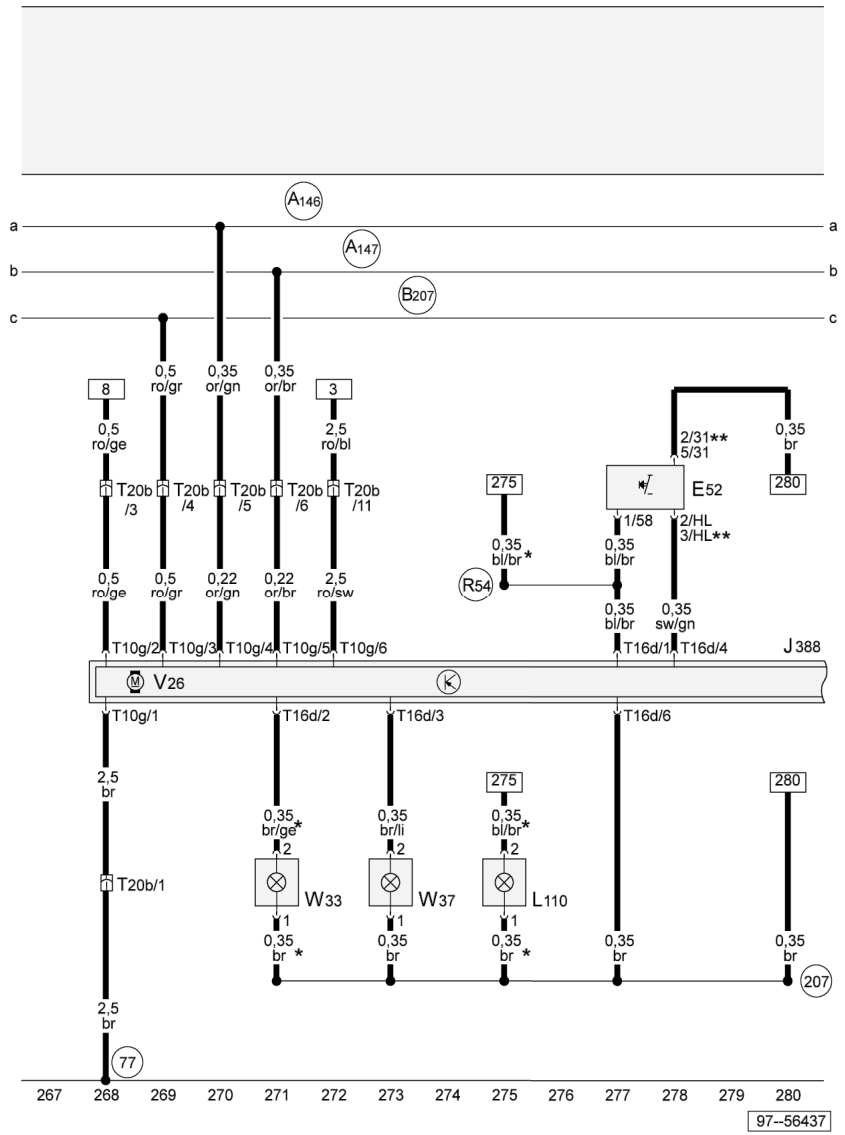 A146
a a
A147
b b
B207
c c
0,5 0,35 0,35
ro/gr or/gn or/br
8 3
0,5 2,5 0,35
ro/ge ro/bl br
2/31**
5/31
T20b T20b T20b T20b T20b 275 E52 280
/3 /4 /5 /6 /11
1/58 2/HL
3/HL**
0,35 0,35
bl/br* bl/br
0,5 0,5 0,22 0,22 2,5 R54
ro/ge ro/gr or/gn or/br ro/sw
0,35 0,35
bl/br sw/gn
T10g/2 T10g/3 T10g/4 T10g/5 T10g/6 T16d/1 T16d/4 J388
M V26
T10g/1 T16d/2 T16d/3 T16d/6
2,5 275 280
br
0,35 0,35 0,35
br/ge* br/li bl/br*
2 2 2
T20b/1 W33 W37 L110
1 1 1
0,35 0,35 0,35 0,35 0,35
br * br br * br br
207
2,5
br
77
267 268 269 270 271 272 273 274 275 276 277 278 279 280
97--56437